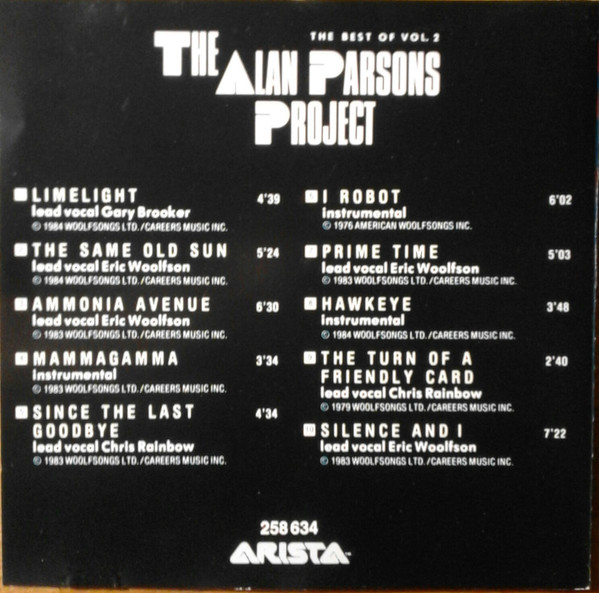 THE BEST OF VOL. 2
THE ALAN PARSONS
PROJECT
LIMELIGHT 4'39
lead vocal Gary Brooker
© 1984 WOOLFSONGS LTD./CAREERS MUSIC INC.
THE SAME OLD SUN 5'24
lead vocal Eric Woolfson
© 1984 WOOLFSONGS LTD./CAREERS MUSIC INC.
AMMONIA AVENUE 6'30
lead vocal Eric Woolfson
© 1983 WOOLFSONGS LTD./CAREERS MUSIC INC.
MAMMAGAMMA 3'34
instrumental
© 1983 WOOLFSONGS LTD./CAREERS MUSIC INC.
SINCE THE LAST 4'34
GOODBYE
lead vocal Chris Rainbow
© 1983 WOOLFSONGS LTD./CAREERS MUSIC INC.
I ROBOT 6'02
instrumental
© 1976 AMERICAN WOOLFSONGS.
PRIME TIME 5'03
lead vocal Eric Woolfson
© 1983 WOOLFSONGS LTD./CAREERS MUSIC INC.
HAWKEYE 3'48
instrumental
© 1984 WOOLFSONGS LTD./CAREERS MUSIC INC.
THE TURN OF A 2'40
FRIENDLY CARD
lead vocal Chris Rainbow
© 1979 WOOLFSONGS LTD./CAREERS MUSIC INC.
10 SILENCE AND I 7'22
lead vocal Eric Woolfson
© 1983 WOOLFSONGS LTD./CAREERS MUSIC INC.
258 634
ARISTA™